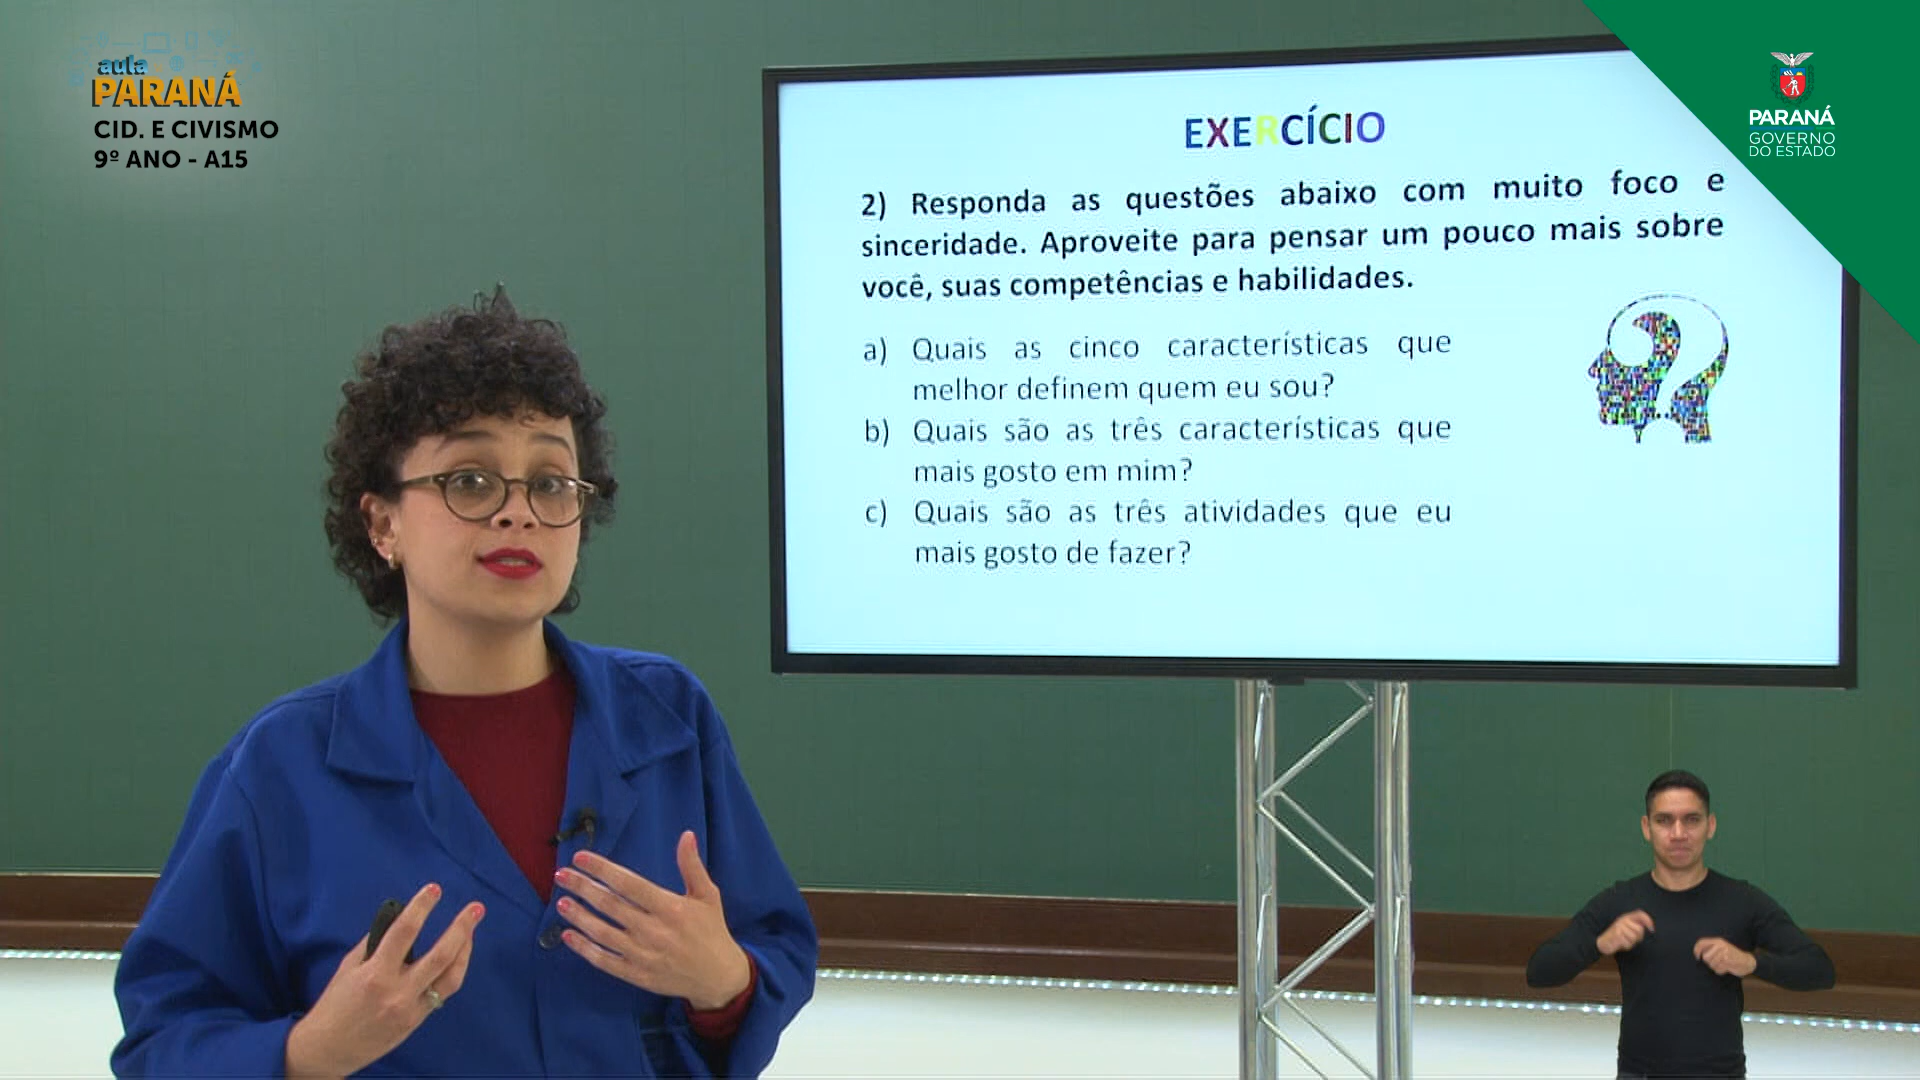 aula
PARANÁ
CID. E CIVISMO
9º ANO - A15
EXERCÍCIO
2) Responda as questões abaixo com muito foco e
sinceridade. Aproveite para pensar um pouco mais sobre
você, suas competências e habilidades.
a) Quais as cinco características que
melhor definem quem eu sou?
b) Quais são as três características que
mais gosto em mim?
c) Quais são as três atividades que eu
mais gosto de fazer?
PARANÁ
GOVERNO
DO ESTADO